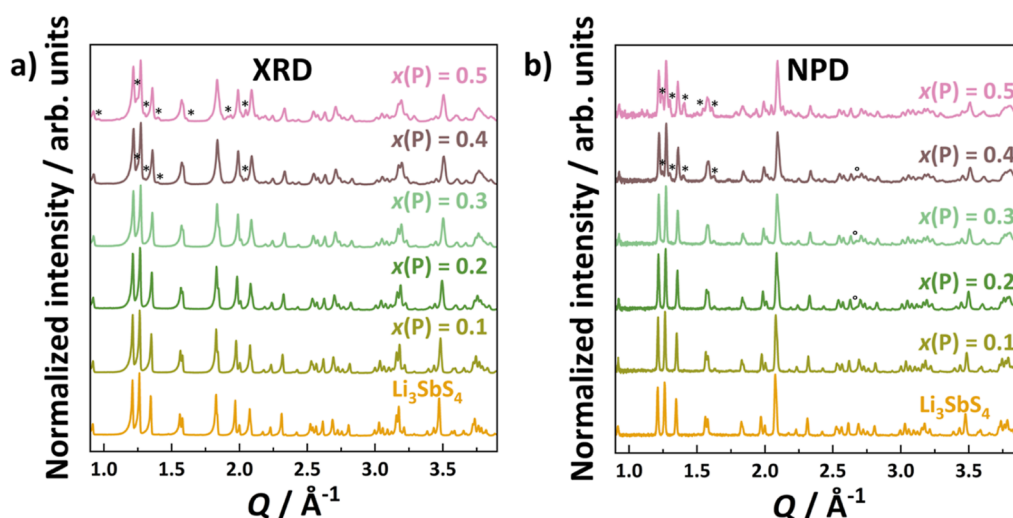 a)
XRD
Normalized intensity / arb. units
x(P) = 0.5
x(P) = 0.4
x(P) = 0.3
x(P) = 0.2
x(P) = 0.1
Li₃SbS₄
1.0 1.5 2.0 2.5 3.0 3.5
Q / Å⁻¹
b)
NPD
Normalized intensity / arb. units
x(P) = 0.5
x(P) = 0.4
x(P) = 0.3
x(P) = 0.2
x(P) = 0.1
Li₃SbS₄
1.0 1.5 2.0 2.5 3.0 3.5
Q / Å⁻¹